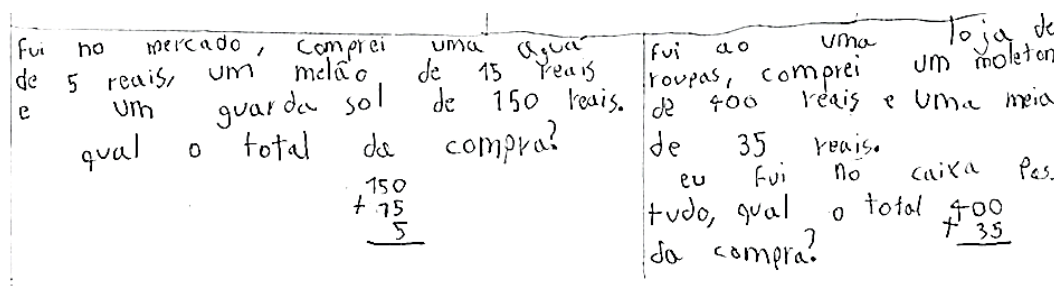 Fui no mercado, comprei uma agua
de 5 reais, um melão de 15 reais
e um guarda sol de 150 reais.
qual o total da compra?
150
+ 15
5
Fui ao uma loja de
roupas, comprei um moleton
de 400 reais e uma meia
de 35 reais.
eu fui no caixa Pas.
tudo, qual o total
da compra?
400
+ 35